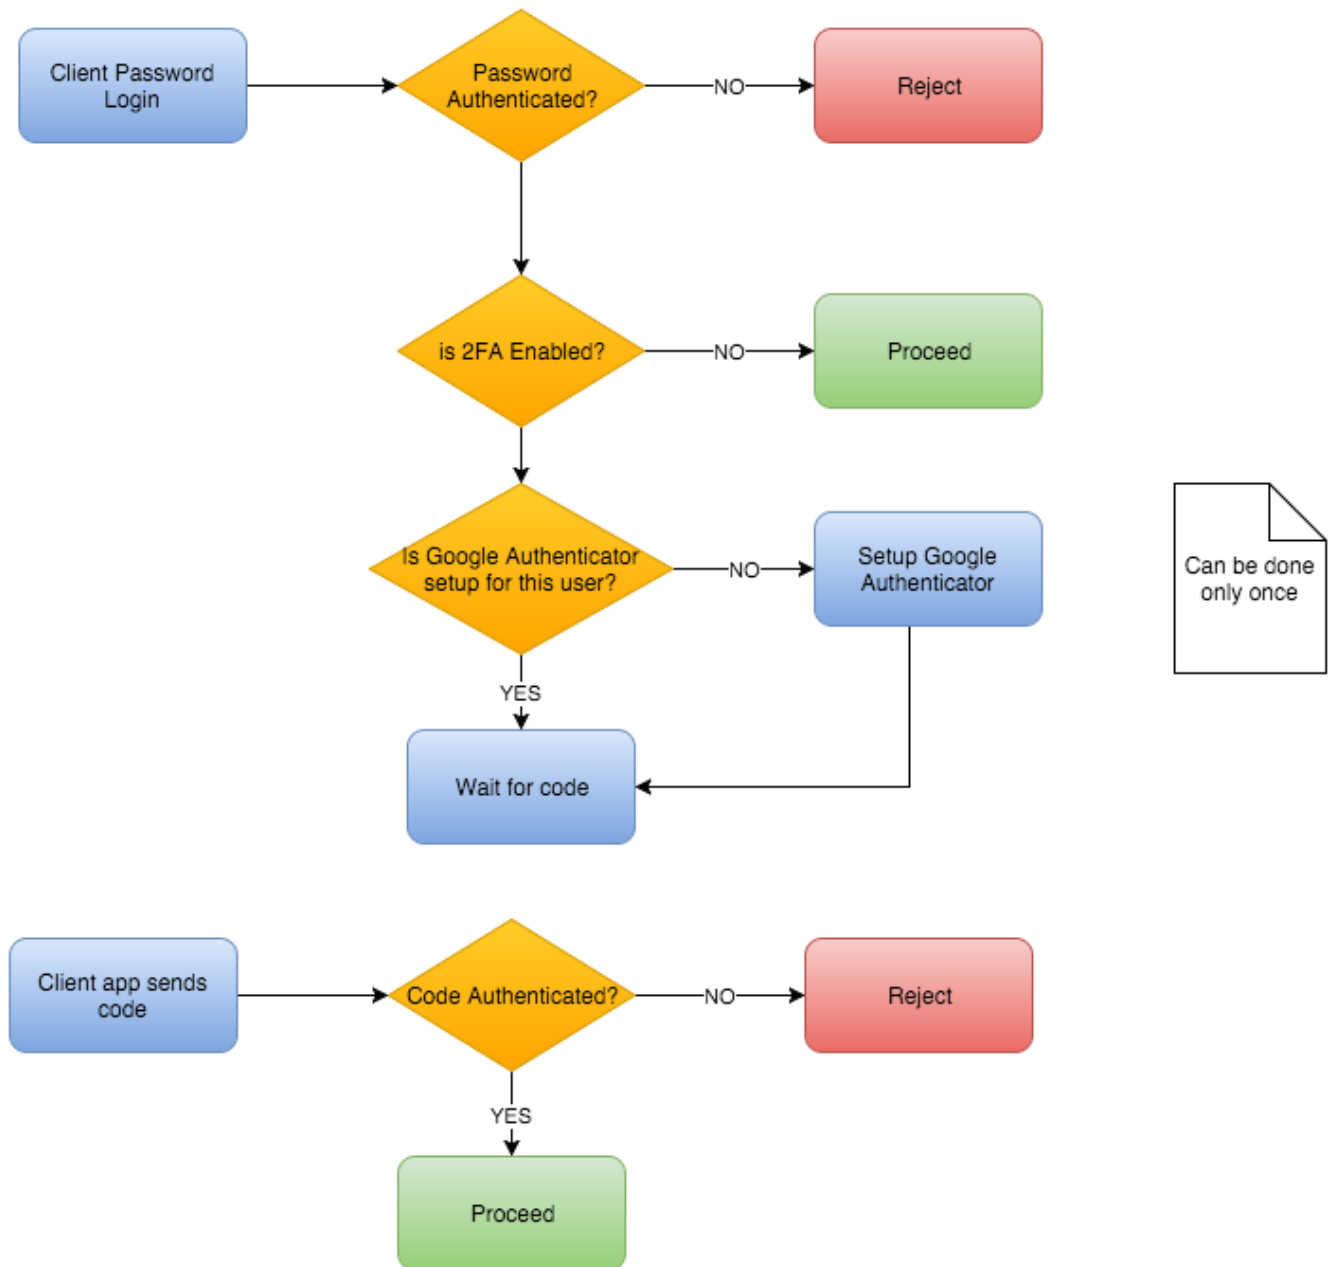 Client Password
Login
Password
Authenticated?
NO
Reject
is 2FA Enabled?
NO
Proceed
Is Google Authenticator
setup for this user?
NO
Setup Google
Authenticator
Can be done
only once
YES
Wait for code
Client app sends
code
Code Authenticated?
NO
Reject
YES
Proceed